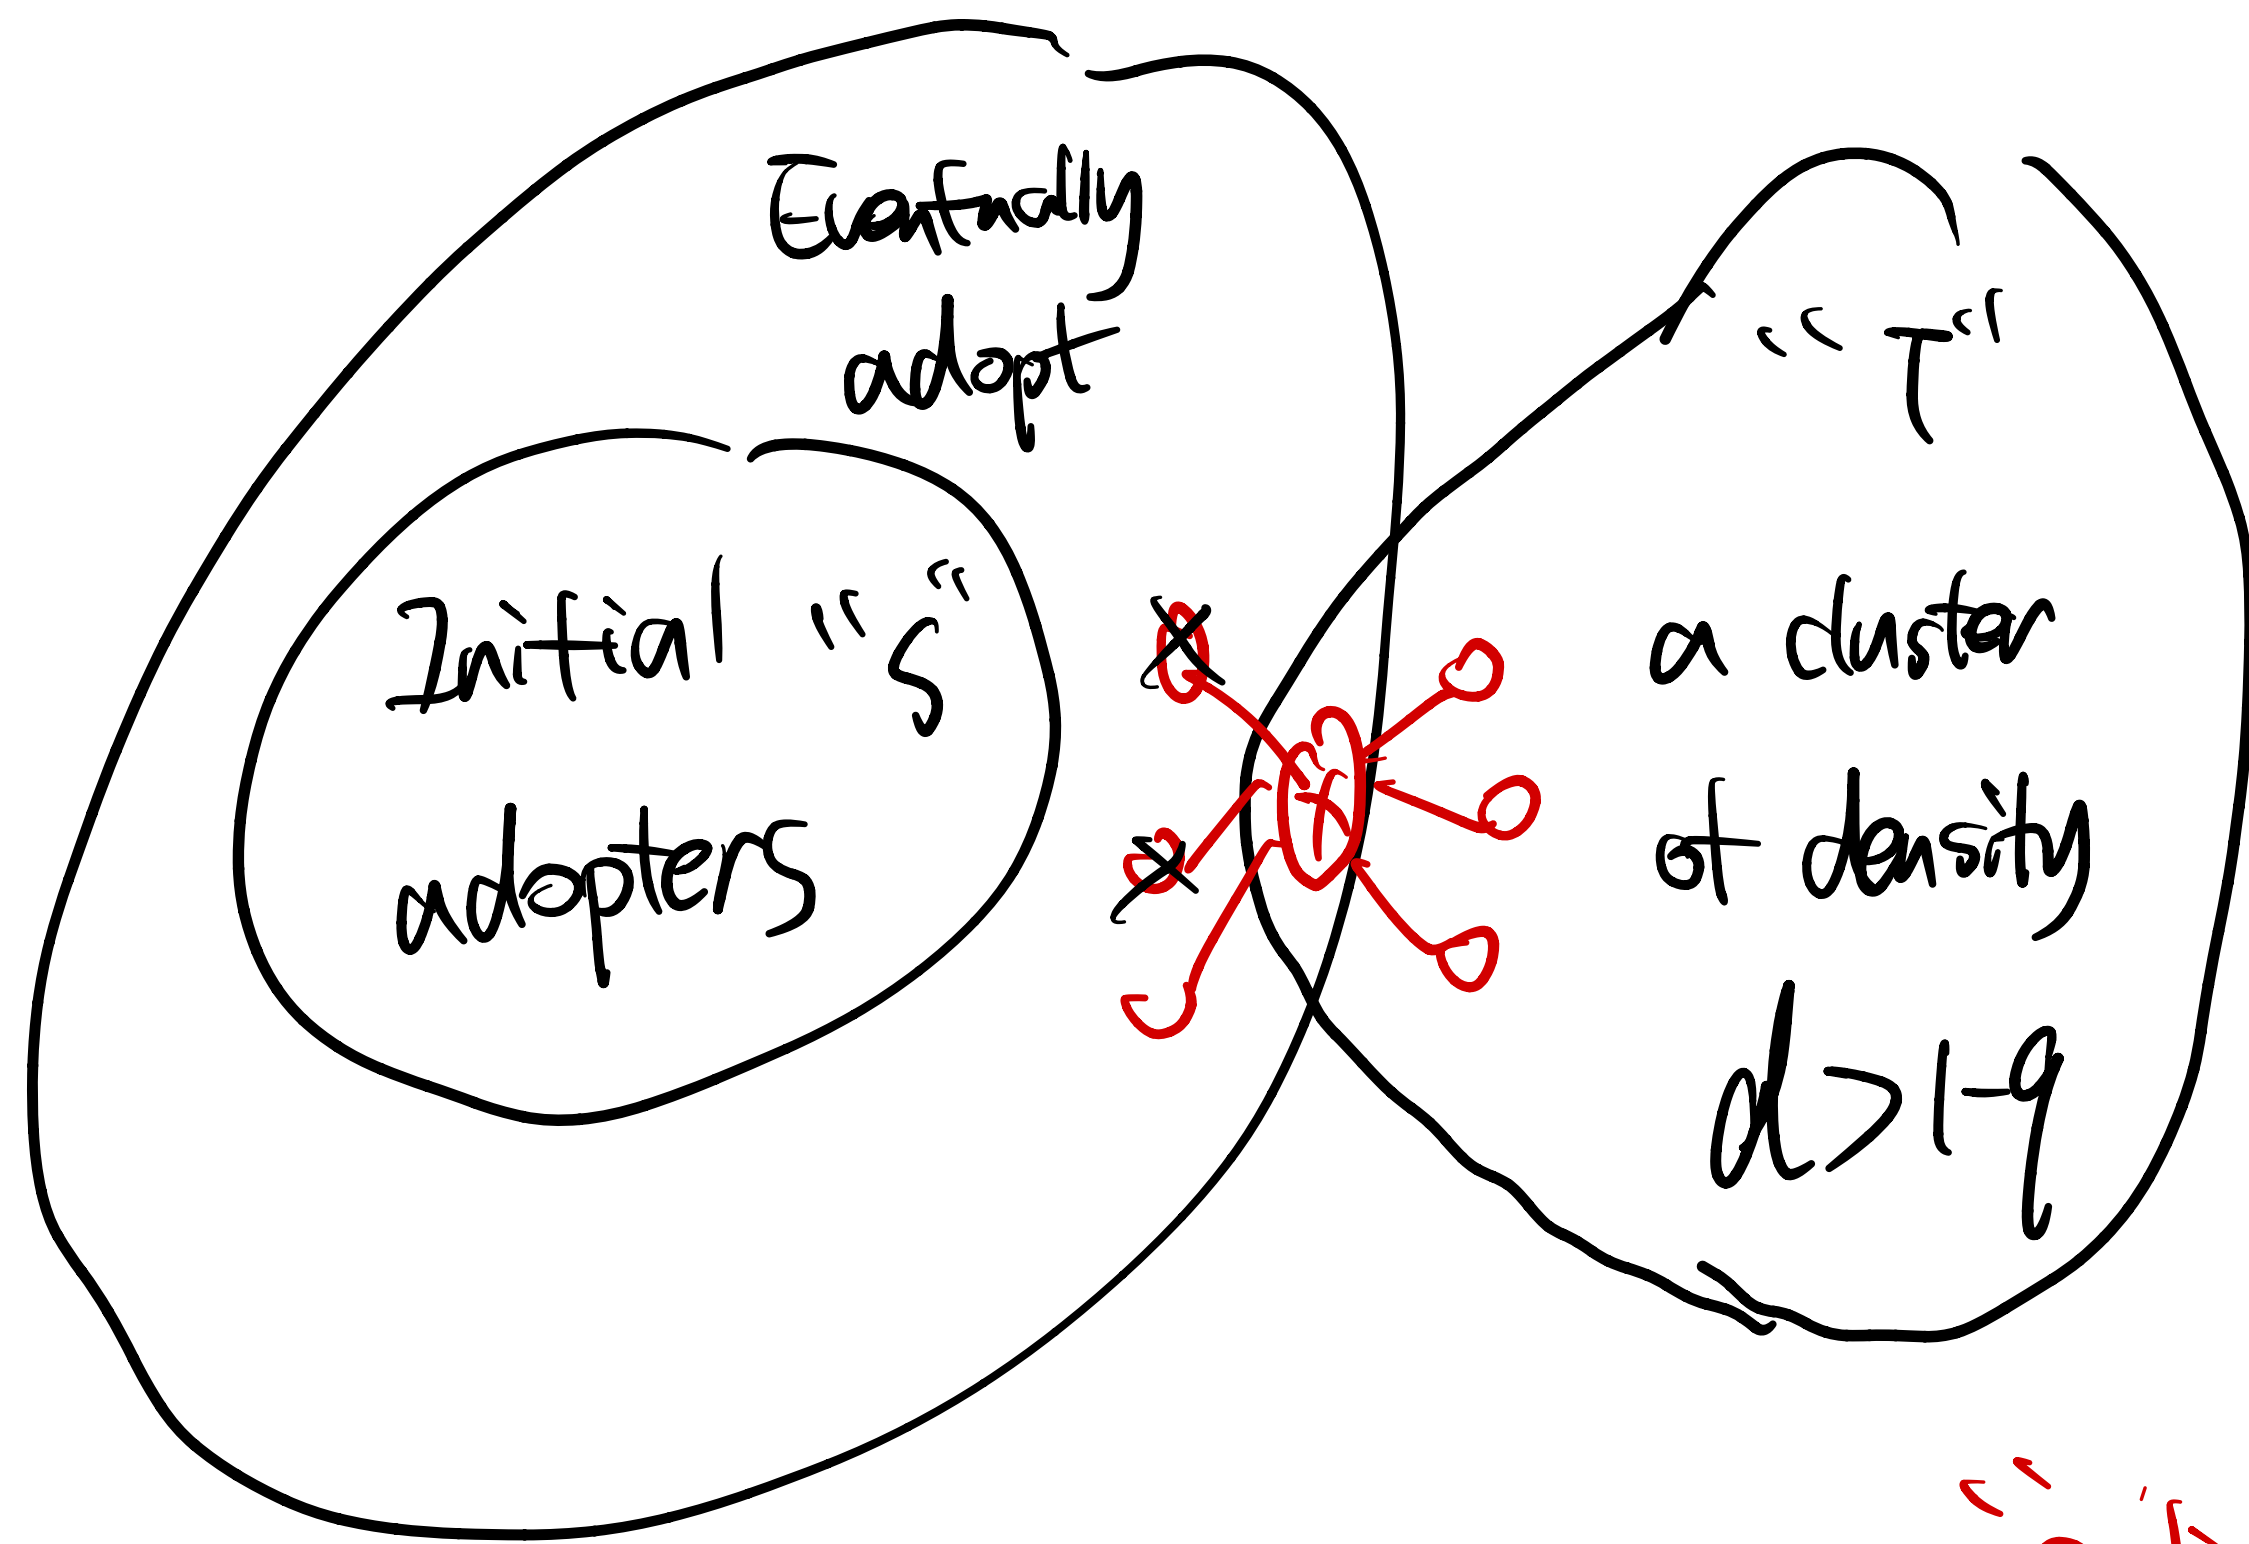 Eventually
adopt
Initial "S"
adopters
"T"
a cluster
of density
d>1-q